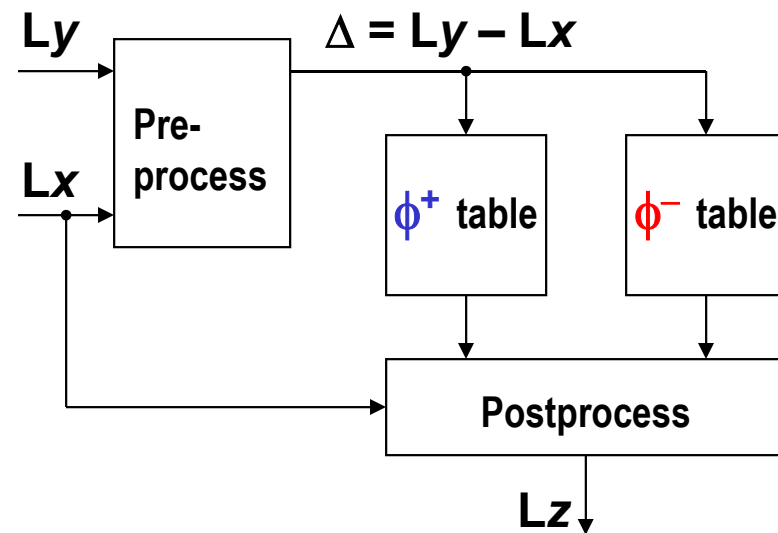 Ly
Δ = Ly – Lx
Pre-
process
Lx
ϕ⁺ table
ϕ⁻ table
Postprocess
Lz